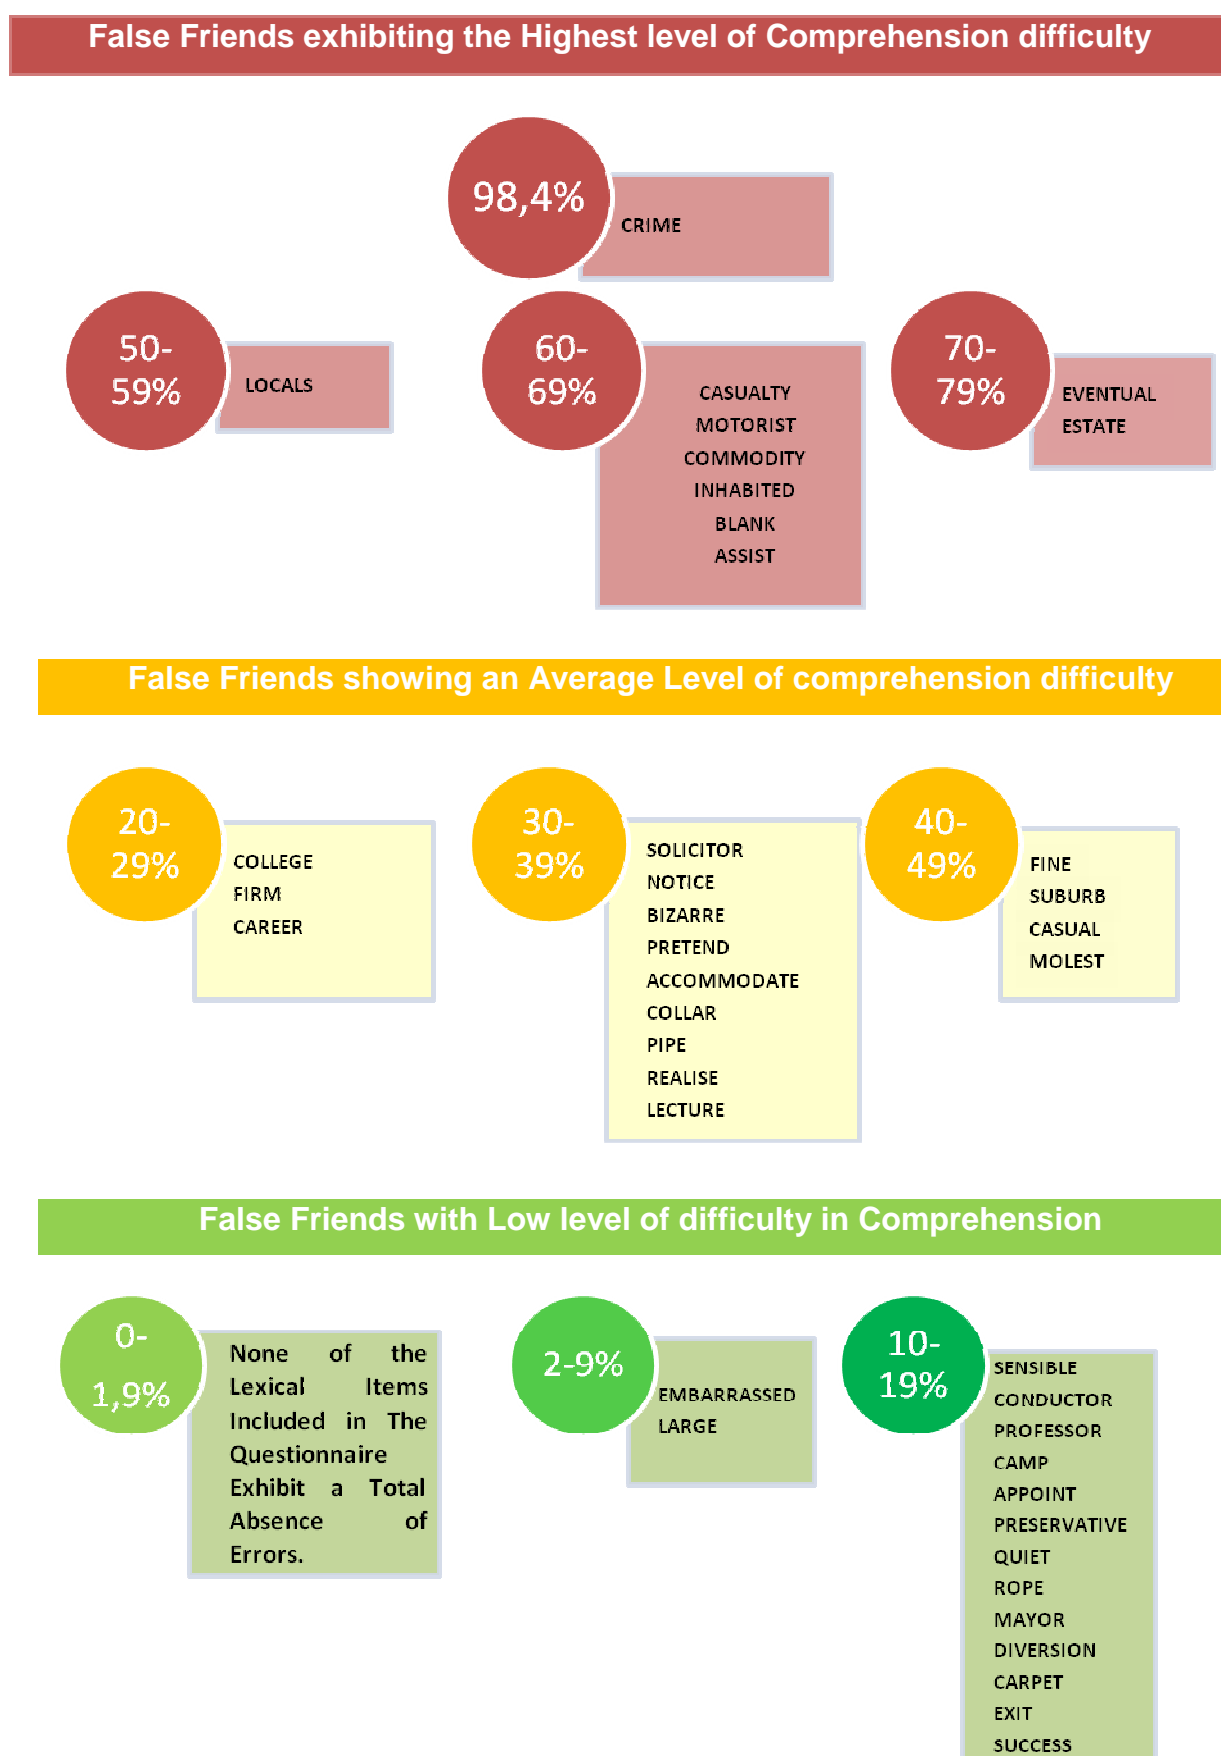 False Friends exhibiting the Highest level of Comprehension difficulty
98,4%
CRIME
50-
59%
LOCALS
60-
69%
CASUALTY
MOTORIST
COMMODITY
INHABITED
BLANK
ASSIST
70-
79%
EVENTUAL
ESTATE
False Friends showing an Average Level of comprehension difficulty
20-
29%
COLLEGE
FIRM
CAREER
30-
39%
SOLICITOR
NOTICE
BIZARRE
PRETEND
ACCOMMODATE
COLLAR
PIPE
REALISE
LECTURE
40-
49%
FINE
SUBURB
CASUAL
MOLEST
False Friends with Low level of difficulty in Comprehension
0-
1,9%
None of the
Lexical Items
Included in The
Questionnaire
Exhibit a Total
Absence of
Errors.
2-9%
EMBARRASSED
LARGE
10-
19%
SENSIBLE
CONDUCTOR
PROFESSOR
CAMP
APPOINT
PRESERVATIVE
QUIET
ROPE
MAYOR
DIVERSION
CARPET
EXIT
SUCCESS